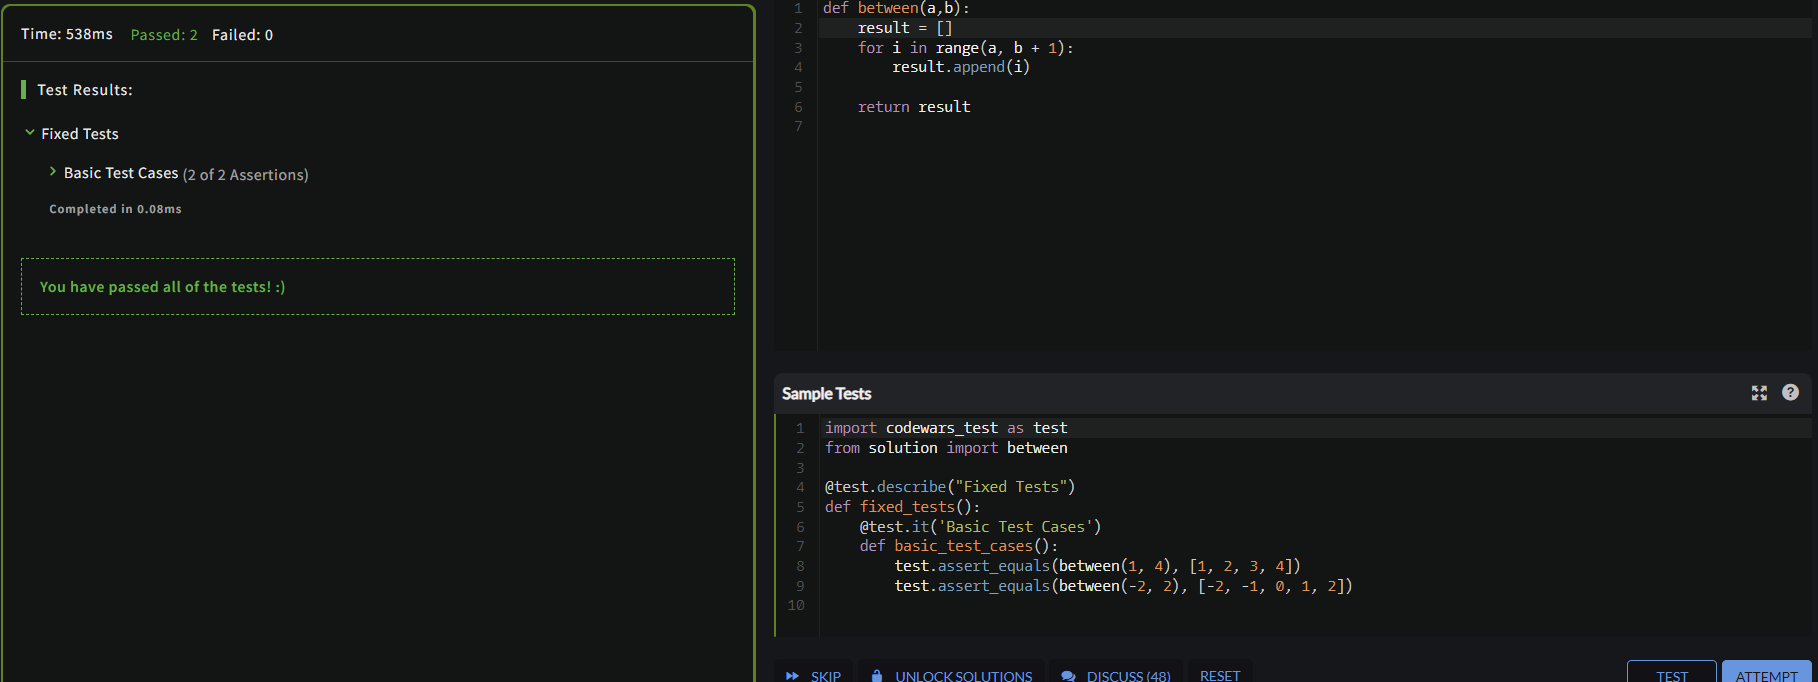 Time: 538ms Passed: 2 Failed: 0
Test Results:
Fixed Tests
Basic Test Cases (2 of 2 Assertions)
Completed in 0.08ms
You have passed all of the tests! :)
1 def between(a,b):
2     result = []
3     for i in range(a, b + 1):
4         result.append(i)
5
6     return result
7
Sample Tests
?
1 import codewars_test as test
2 from solution import between
3
4 @test.describe("Fixed Tests")
5 def fixed_tests():
6     @test.it('Basic Test Cases')
7     def basic_test_cases():
8         test.assert_equals(between(1, 4), [1, 2, 3, 4])
9         test.assert_equals(between(-2, 2), [-2, -1, 0, 1, 2])
10
SKIP UNLOCK SOLUTIONS DISCUSS (48) RESET TEST ATTEMPT